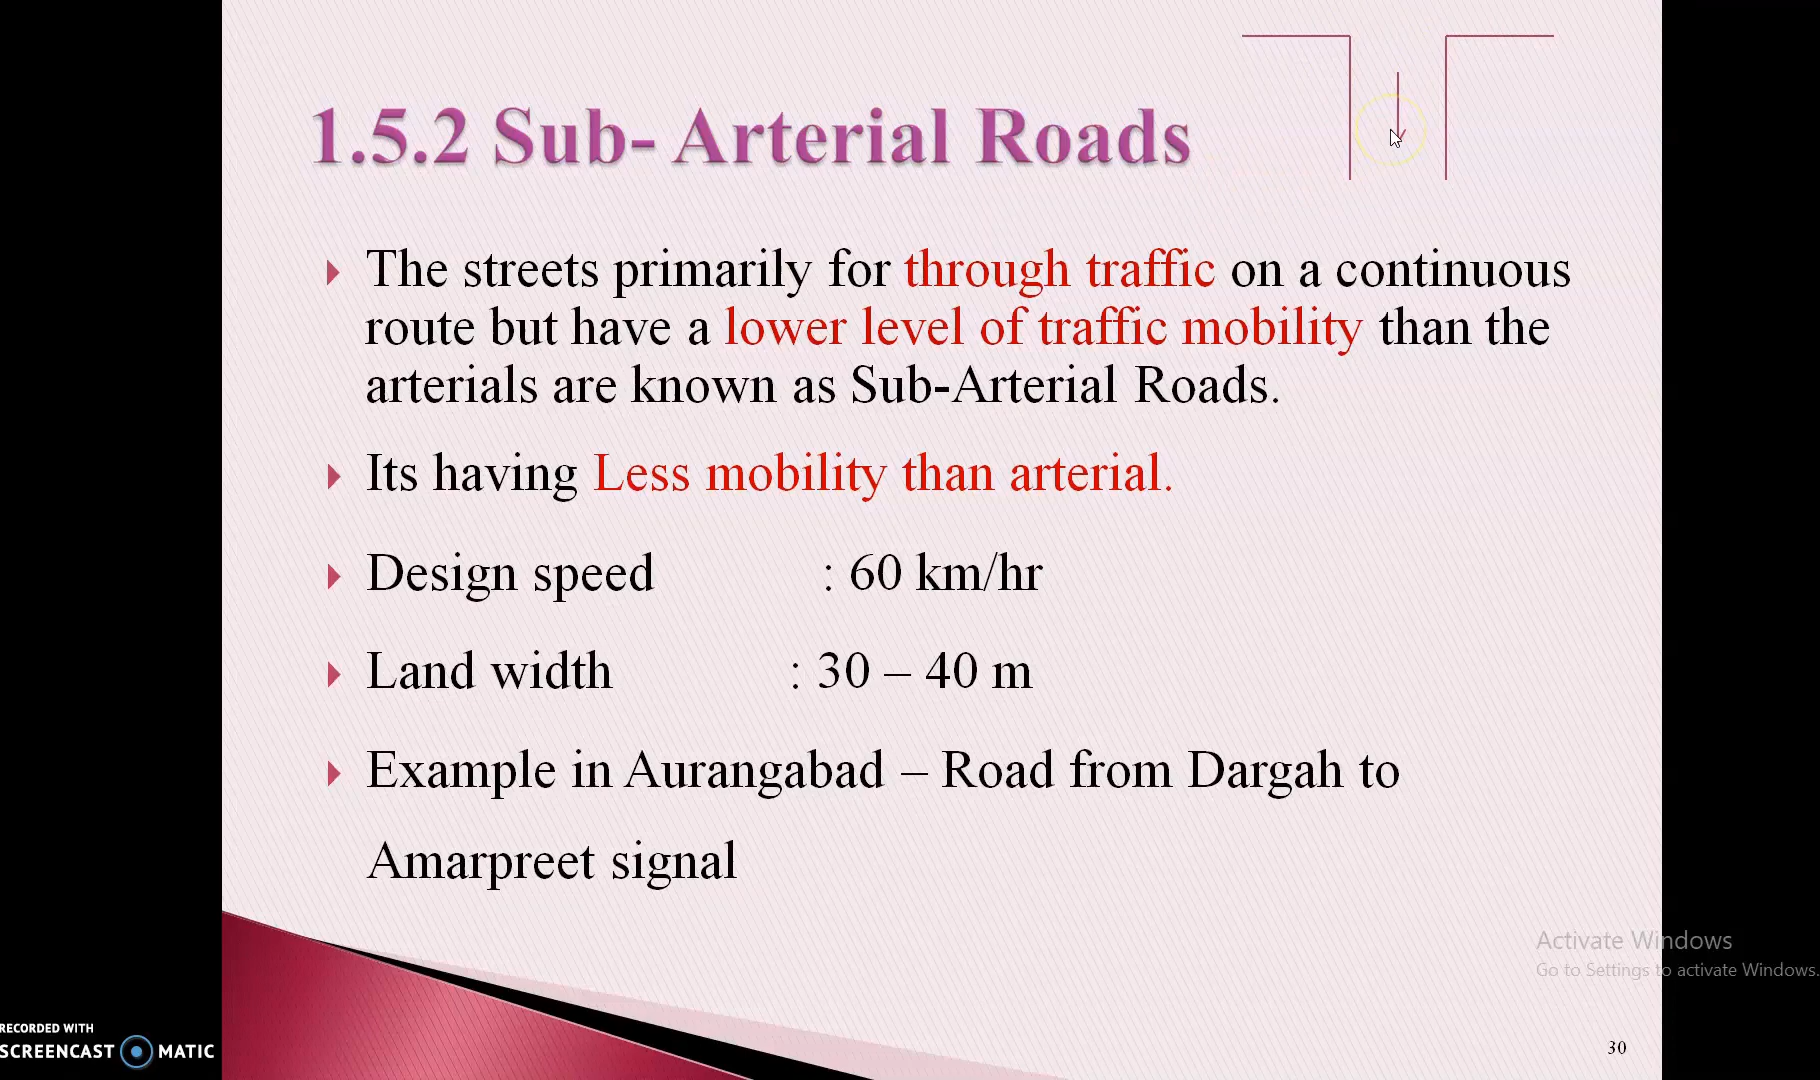 1.5.2 Sub- Arterial Roads
The streets primarily for through traffic on a continuous
route but have a lower level of traffic mobility than the
arterials are known as Sub-Arterial Roads.
Its having Less mobility than arterial.
Design speed : 60 km/hr
Land width : 30 – 40 m
Example in Aurangabad – Road from Dargah to
Amarpreet signal
Activate Windows
Go to Settings to activate Windows.
RECORDED WITH
SCREENCAST MATIC
30